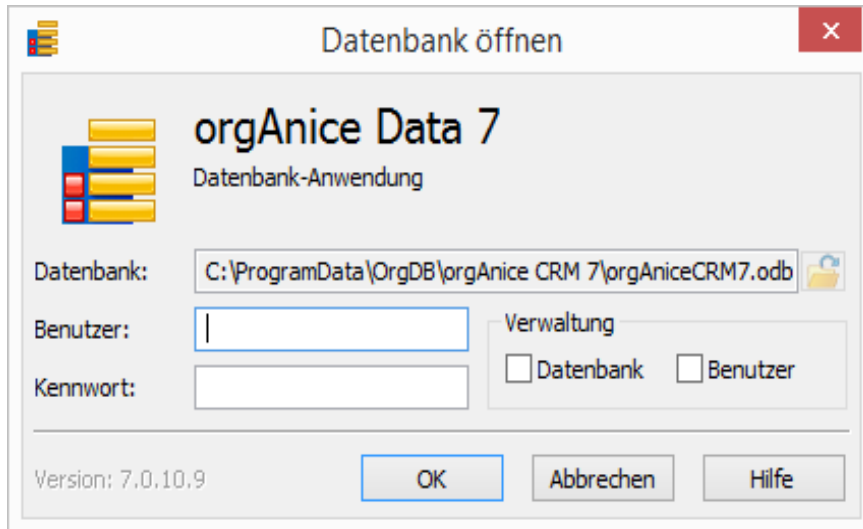 Datenbank öffnen
orgAnice Data 7
Datenbank-Anwendung
Datenbank: C:\ProgramData\OrgDB\orgAnice CRM 7\orgAniceCRM7.odb
Benutzer:
Verwaltung
Datenbank Benutzer
Kennwort:
Version: 7.0.10.9 OK Abbrechen Hilfe